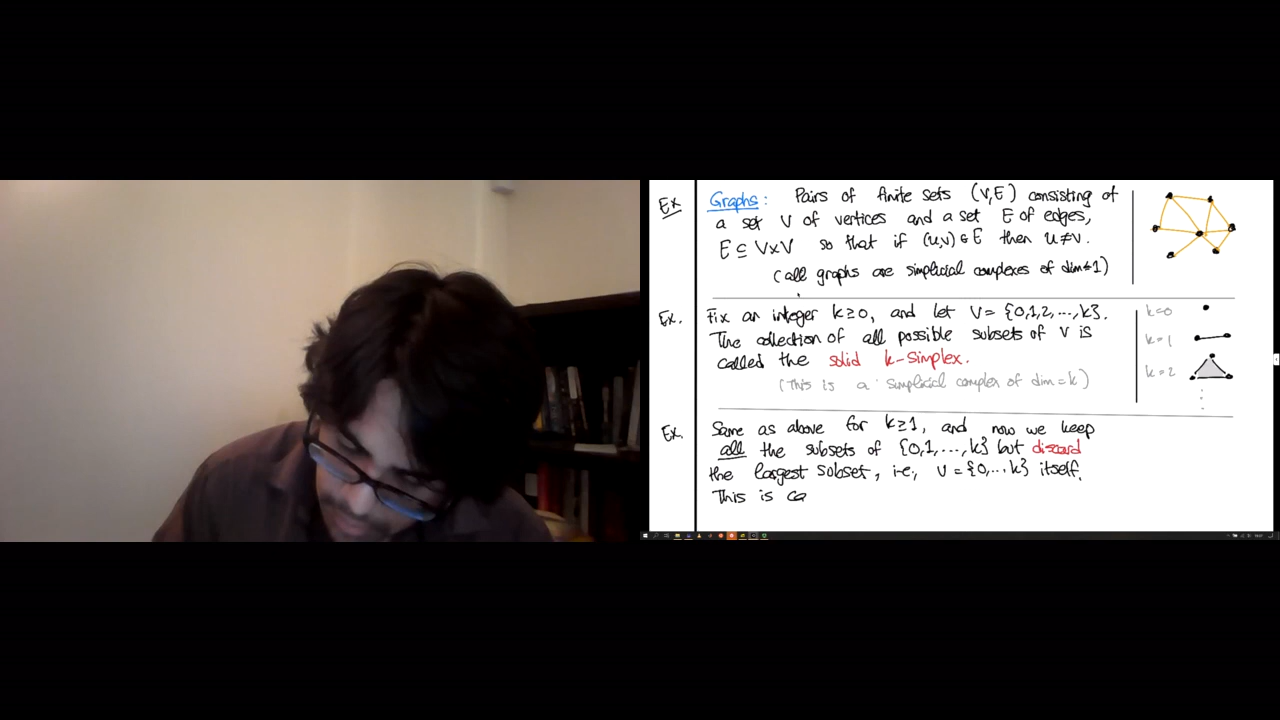 Ex Graphs: Pairs of finite sets (V,E) consisting of
a set V of vertices and a set E of edges,
E ⊆ V×V so that if (u,v) ∈ E then u≠v.
(all graphs are simplicial complexes of dim≤1)
Ex. Fix an integer k≥0, and let V = {0,1,2,...,k}.
The collection of all possible subsets of V is
called the solid k-simplex.
(This is a simplicial complex of dim=k)
k=0
k=1
k=2
Ex. Same as above for k≥1, and now we keep
all the subsets of {0,1,...,k} but discard
the largest subset, i.e., V = {0,...,k} itself.
This is ca